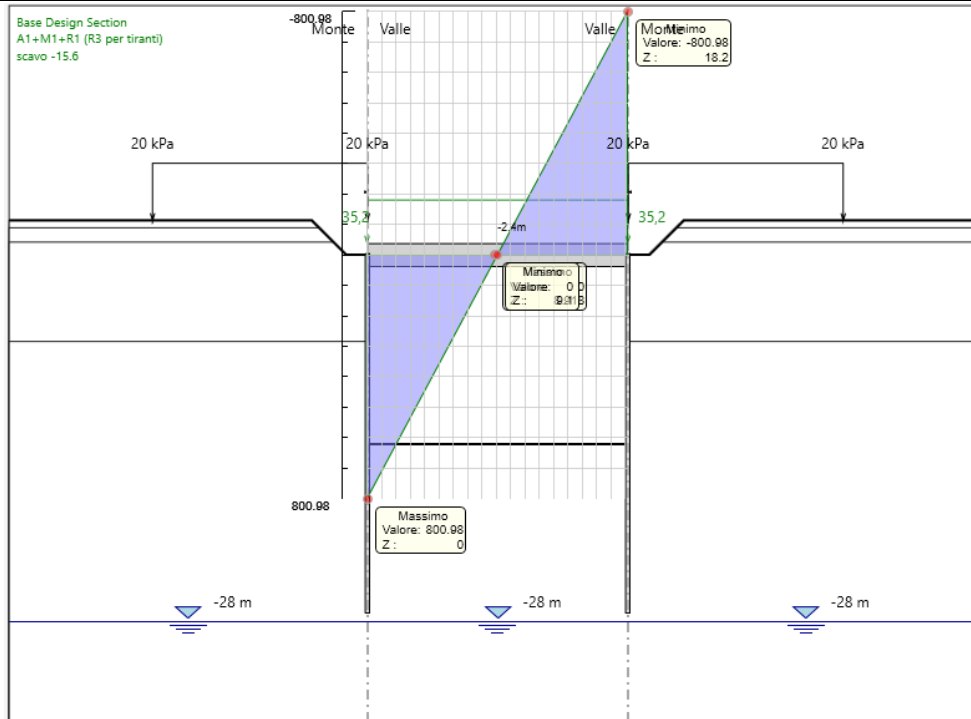 Base Design Section
A1+M1+R1 (R3 per tiranti)
scavo -15.6
-800.98
Monte Valle
Valle Monte
Minimo
Valore: -800.98
Z : 18.2
20 kPa
20 kPa
20 kPa
20 kPa
35,2
35,2
-2.4m
Minimo
Valore: 0
Z :
800.98
Massimo
Valore: 800.98
Z : 0
-28 m
-28 m
-28 m